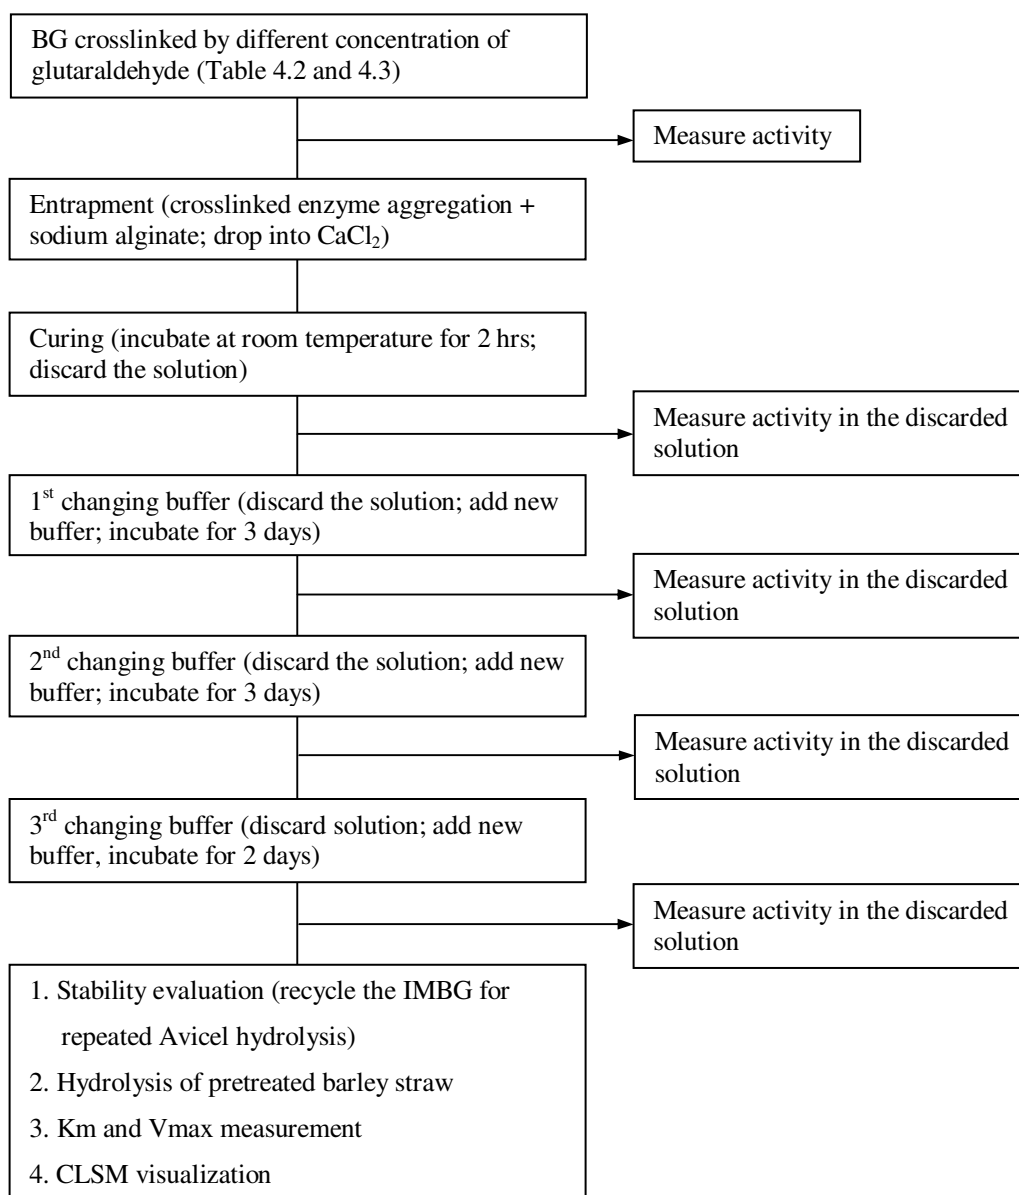 BG crosslinked by different concentration of
glutaraldehyde (Table 4.2 and 4.3)
Measure activity
Entrapment (crosslinked enzyme aggregation +
sodium alginate; drop into CaCl₂)
Curing (incubate at room temperature for 2 hrs;
discard the solution)
Measure activity in the discarded
solution
1st changing buffer (discard the solution; add new
buffer; incubate for 3 days)
Measure activity in the discarded
solution
2nd changing buffer (discard the solution; add new
buffer; incubate for 3 days)
Measure activity in the discarded
solution
3rd changing buffer (discard solution; add new
buffer, incubate for 2 days)
Measure activity in the discarded
solution
1. Stability evaluation (recycle the IMBG for
repeated Avicel hydrolysis)
2. Hydrolysis of pretreated barley straw
3. Km and Vmax measurement
4. CLSM visualization